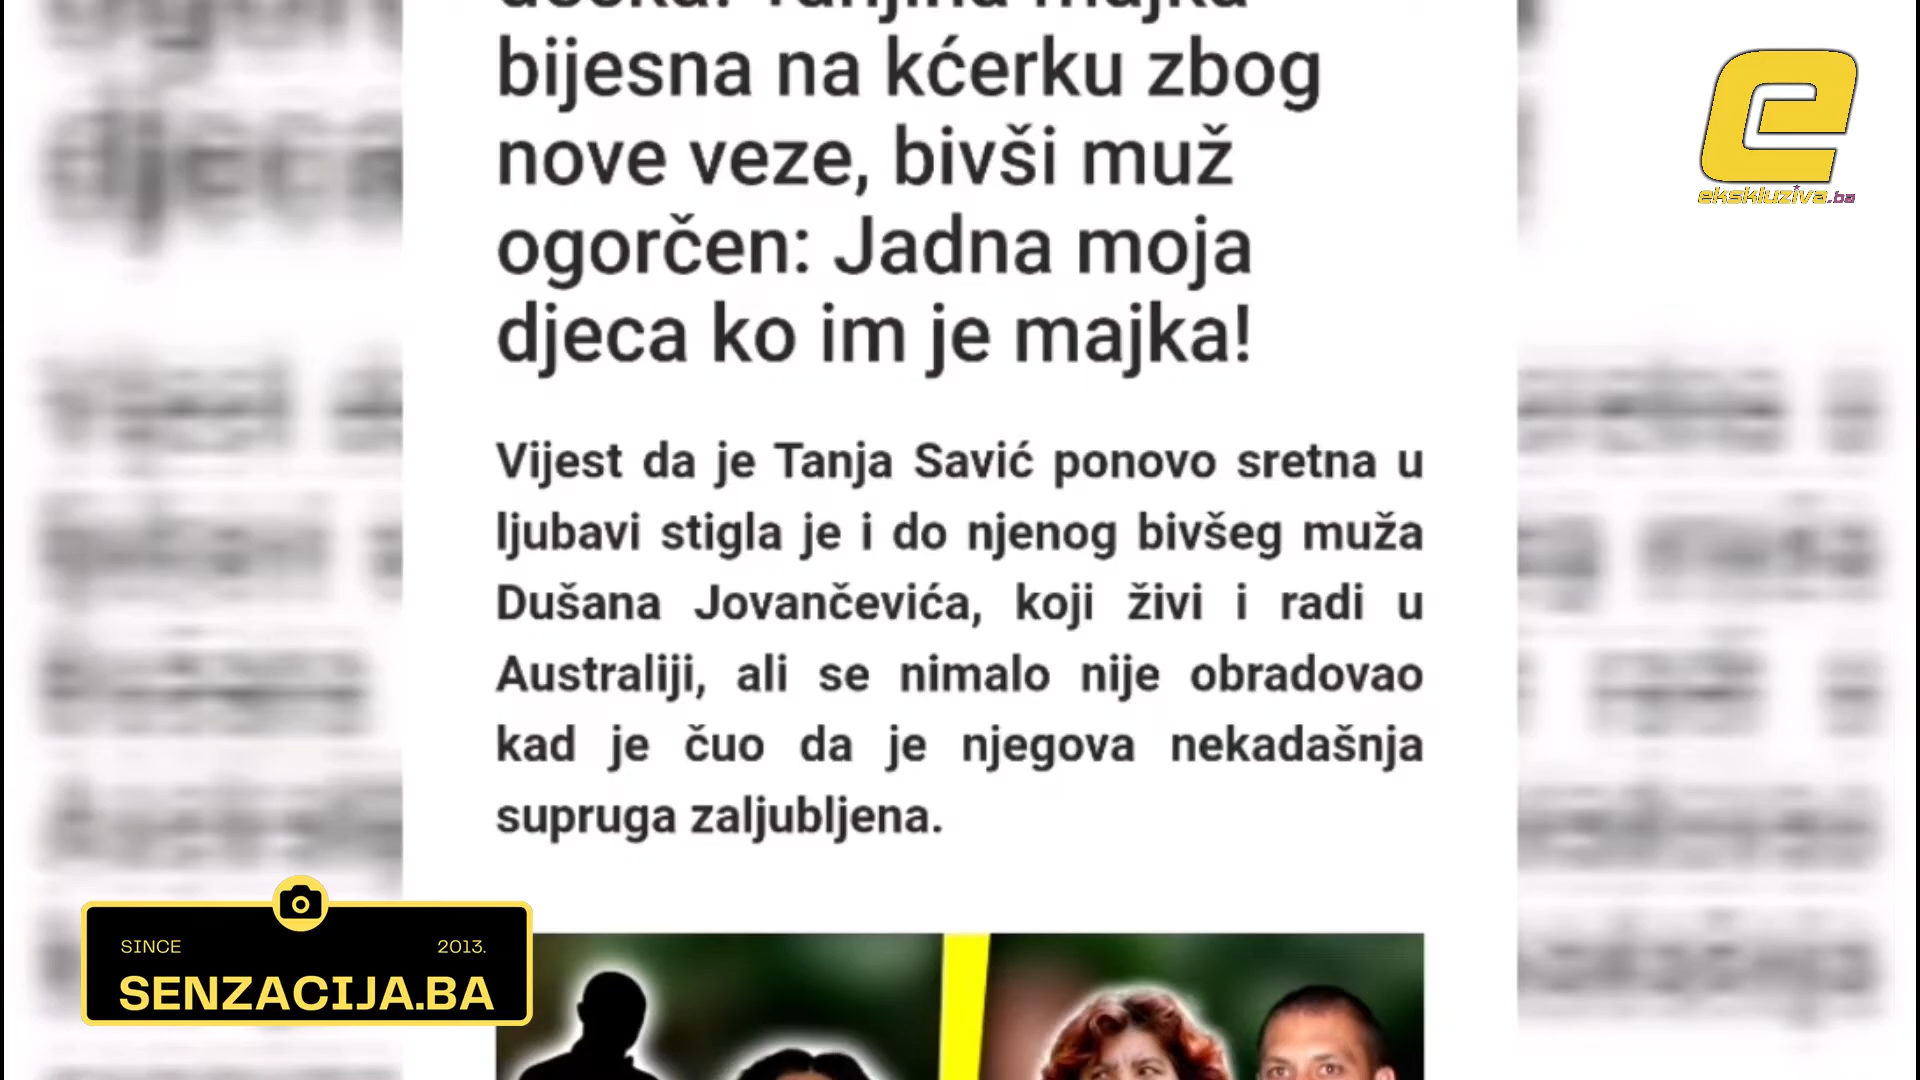 bijesna na kćerku zbog
nove veze, bivši muž
ogorčen: Jadna moja
djeca ko im je majka!
Vijest da je Tanja Savić ponovo sretna u
ljubavi stigla je i do njenog bivšeg muža
Dušana Jovančevića, koji živi i radi u
Australiji, ali se nimalo nije obradovao
kad je čuo da je njegova nekadašnja
supruga zaljubljena.
e
ekskluziva.ba
SINCE 2013.
SENZACIJA.BA